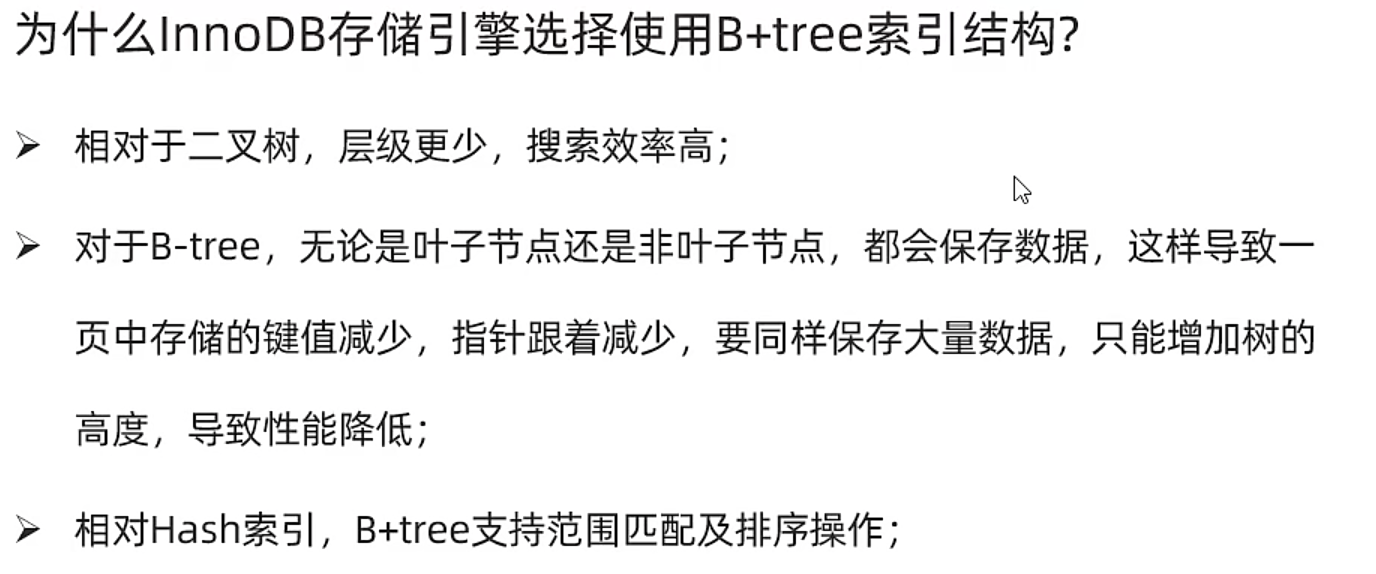 为什么InnoDB存储引擎选择使用B+tree索引结构?
➢ 相对于二叉树，层级更少，搜索效率高；
➢ 对于B-tree，无论是叶子节点还是非叶子节点，都会保存数据，这样导致一
页中存储的键值减少，指针跟着减少，要同样保存大量数据，只能增加树的
高度，导致性能降低；
➢ 相对Hash索引，B+tree支持范围匹配及排序操作；